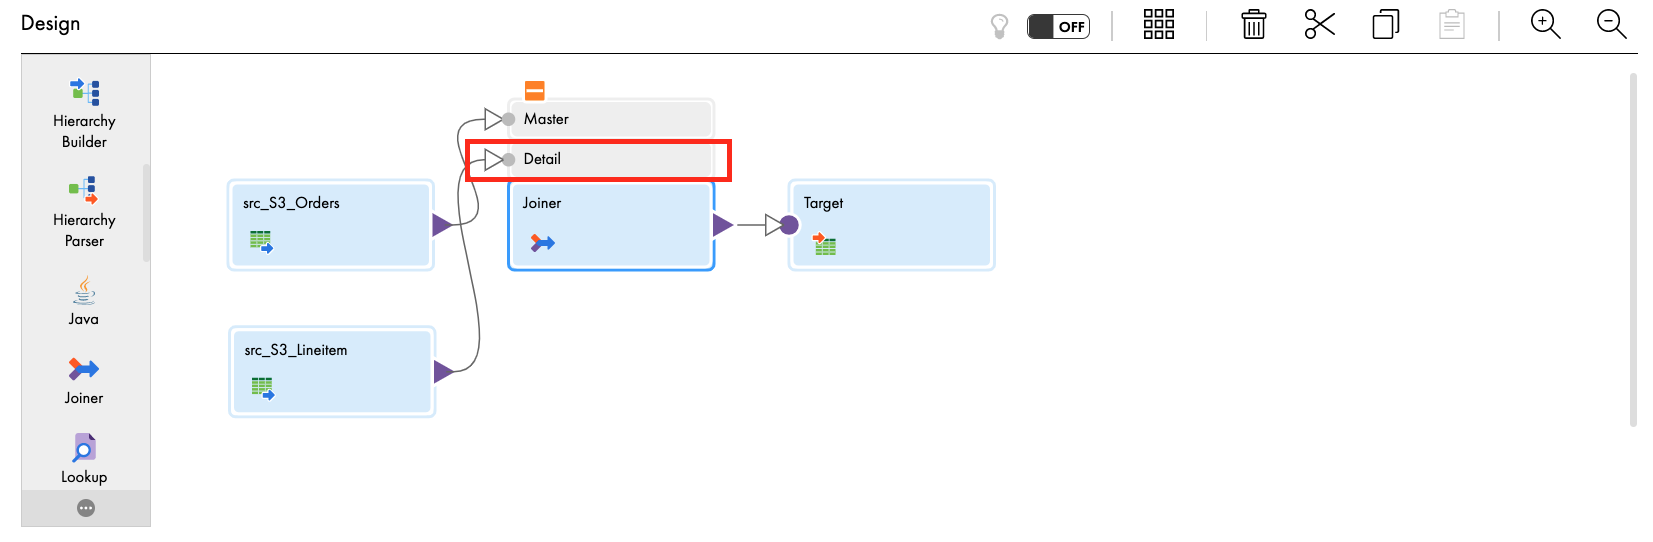 Design
OFF
Hierarchy
Builder
Hierarchy
Parser
Java
Joiner
Lookup
Master
Detail
src_S3_Orders
Joiner
Target
src_S3_Lineitem